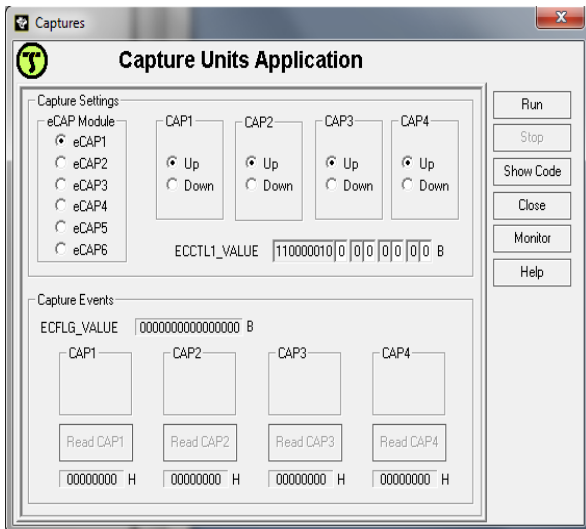 Captures
Capture Units Application
Capture Settings
eCAP Module
eCAP1
eCAP2
eCAP3
eCAP4
eCAP5
eCAP6
CAP1
Up
Down
CAP2
Up
Down
CAP3
Up
Down
CAP4
Up
Down
ECCTL1_VALUE 110000010 0 0 0 0 0 0 0 B
Capture Events
ECFLG_VALUE 0000000000000000 B
CAP1 CAP2 CAP3 CAP4
Read CAP1 Read CAP2 Read CAP3 Read CAP4
00000000 H 00000000 H 00000000 H 00000000 H
Run
Stop
Show Code
Close
Monitor
Help